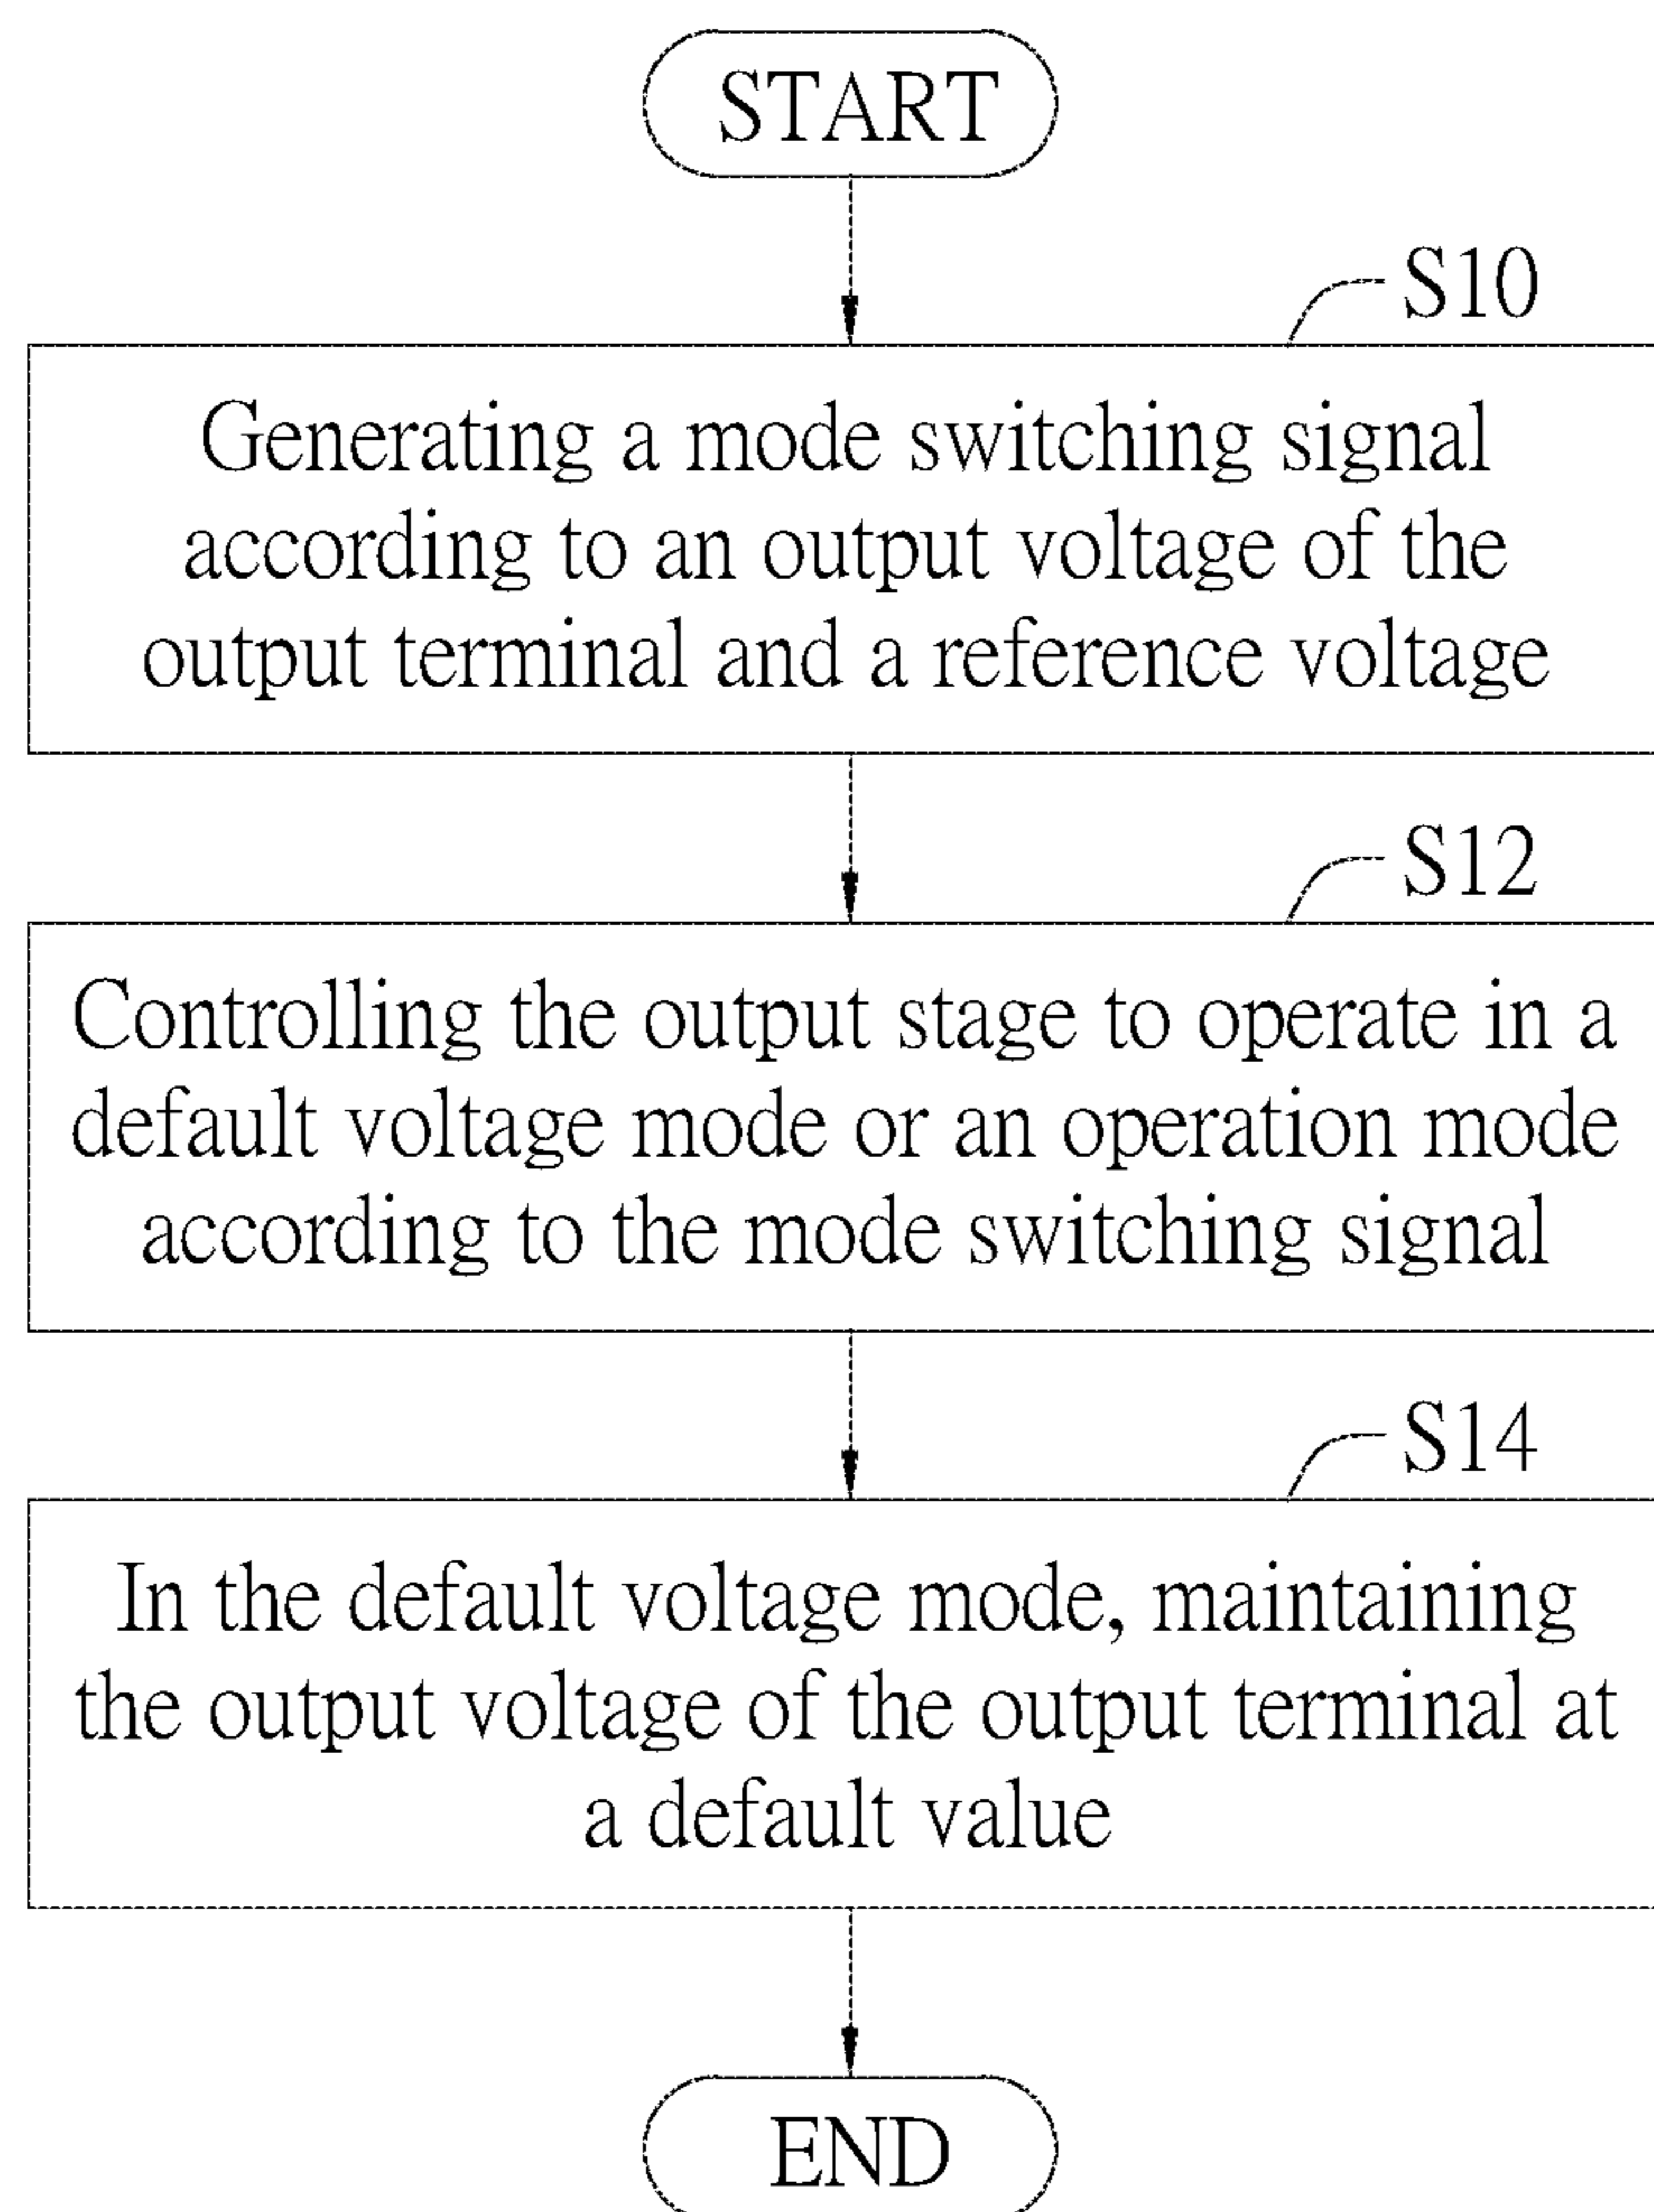 START
S10
Generating a mode switching signal
according to an output voltage of the
output terminal and a reference voltage
S12
Controlling the output stage to operate in a
default voltage mode or an operation mode
according to the mode switching signal
S14
In the default voltage mode, maintaining
the output voltage of the output terminal at
a default value
END